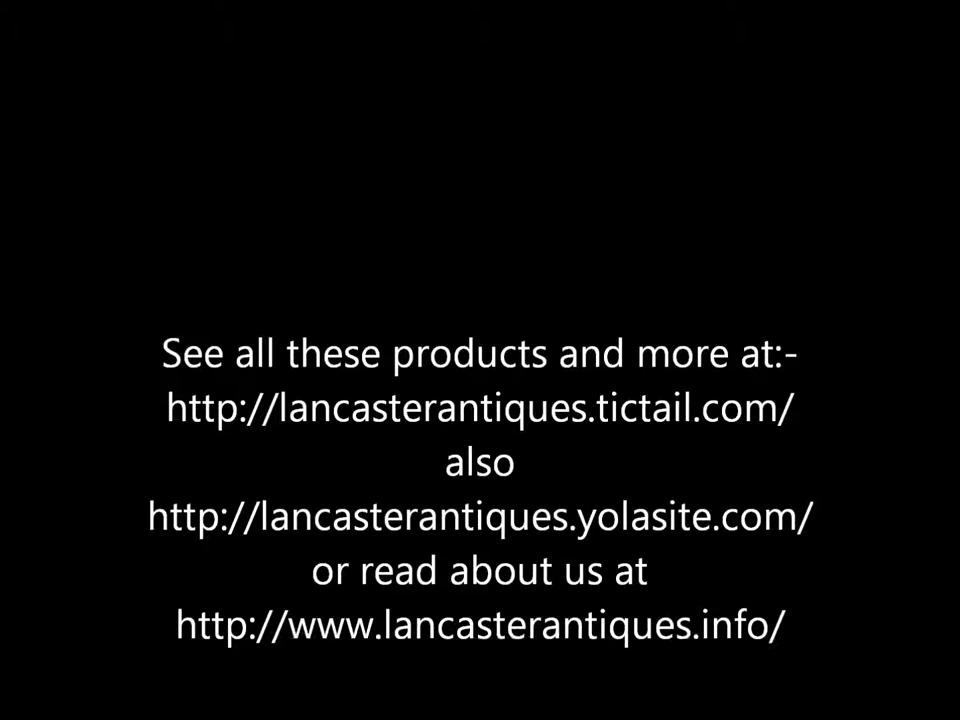 See all these products and more at:-
http://lancasterantiques.tictail.com/
also
http://lancasterantiques.yolasite.com/
or read about us at
http://www.lancasterantiques.info/